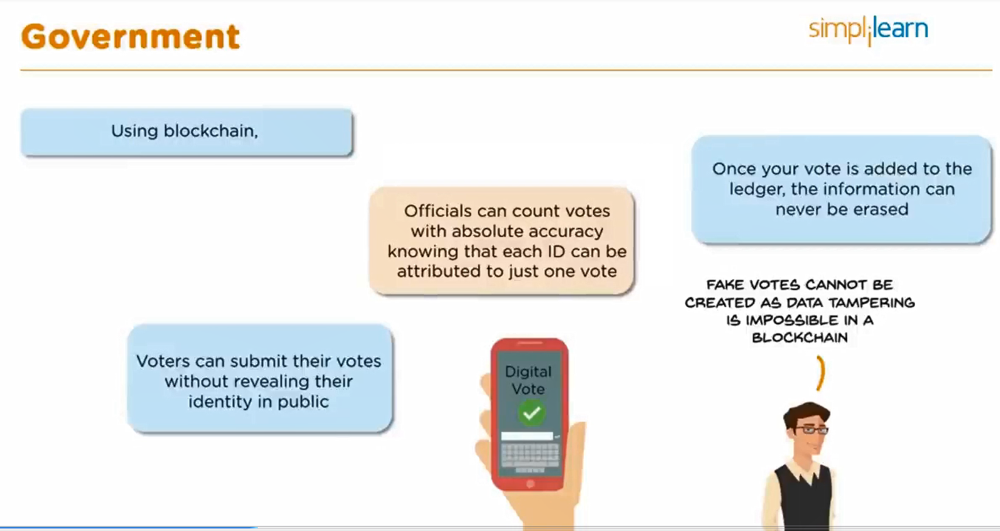 Government
simplilearn
Using blockchain,
Voters can submit their votes
without revealing their
identity in public
Officials can count votes
with absolute accuracy
knowing that each ID can be
attributed to just one vote
Digital
Vote
Once your vote is added to the
ledger, the information can
never be erased
FAKE VOTES CANNOT BE
CREATED AS DATA TAMPERING
IS IMPOSSIBLE IN A
BLOCKCHAIN